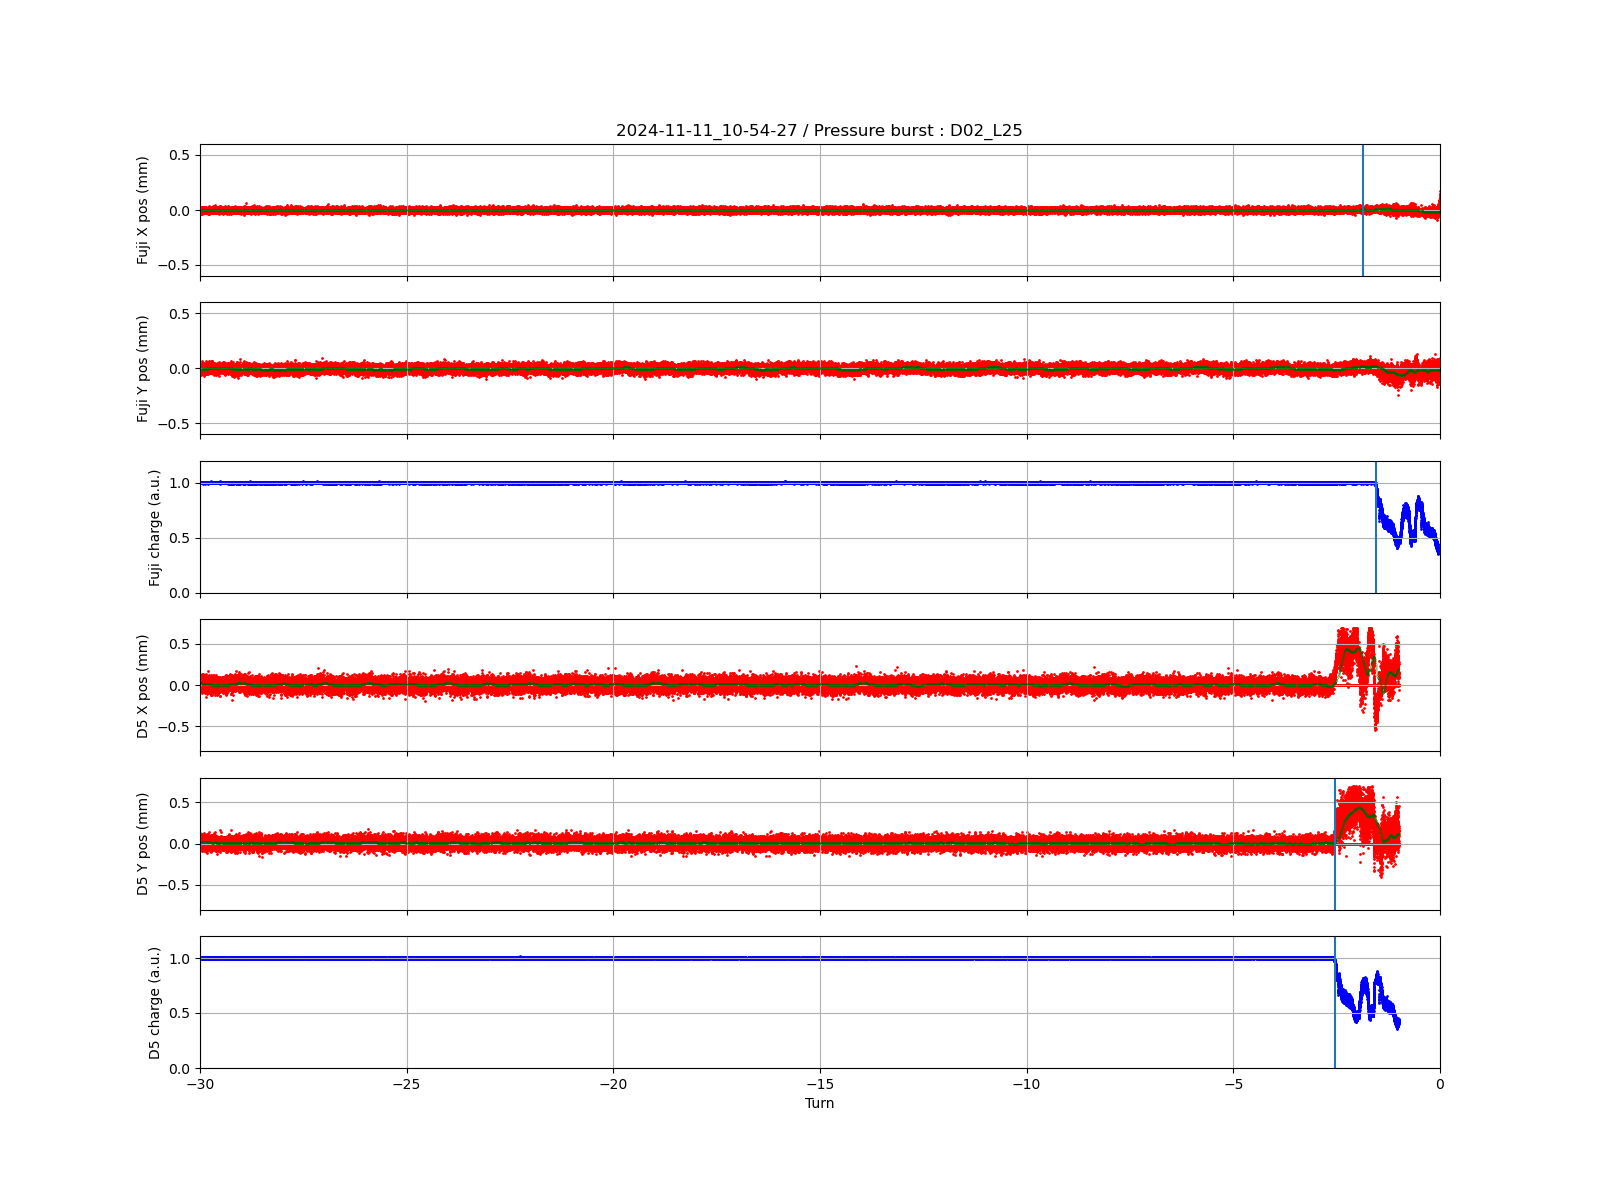 2024-11-11_10-54-27 / Pressure burst : D02_L25
Fuji X pos (mm)
0.5
0.0
−0.5
Fuji Y pos (mm)
0.5
0.0
−0.5
Fuji charge (a.u.)
1.0
0.5
0.0
D5 X pos (mm)
0.5
0.0
−0.5
D5 Y pos (mm)
0.5
0.0
−0.5
D5 charge (a.u.)
1.0
0.5
0.0
−30 −25 −20 −15 −10 −5 0
Turn